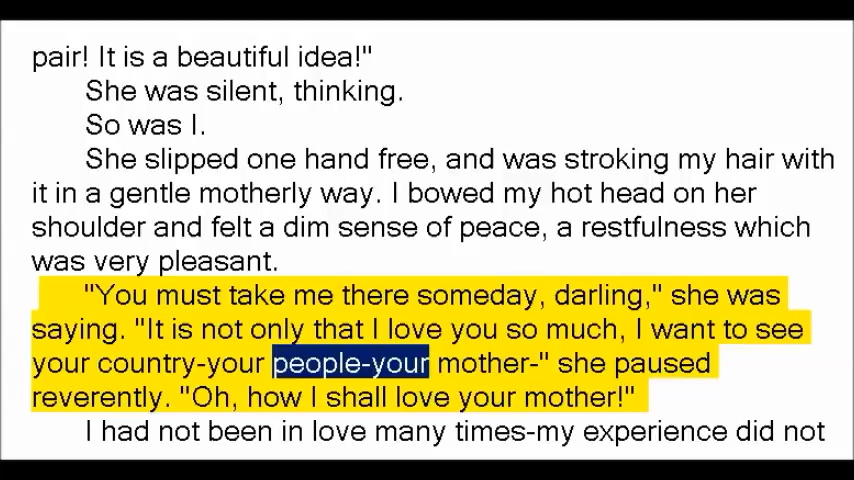 pair! It is a beautiful idea!"
She was silent, thinking.
So was I.
She slipped one hand free, and was stroking my hair with
it in a gentle motherly way. I bowed my hot head on her
shoulder and felt a dim sense of peace, a restfulness which
was very pleasant.
"You must take me there someday, darling," she was
saying. "It is not only that I love you so much, I want to see
your country-your people-your mother-" she paused
reverently. "Oh, how I shall love your mother!"
I had not been in love many times-my experience did not